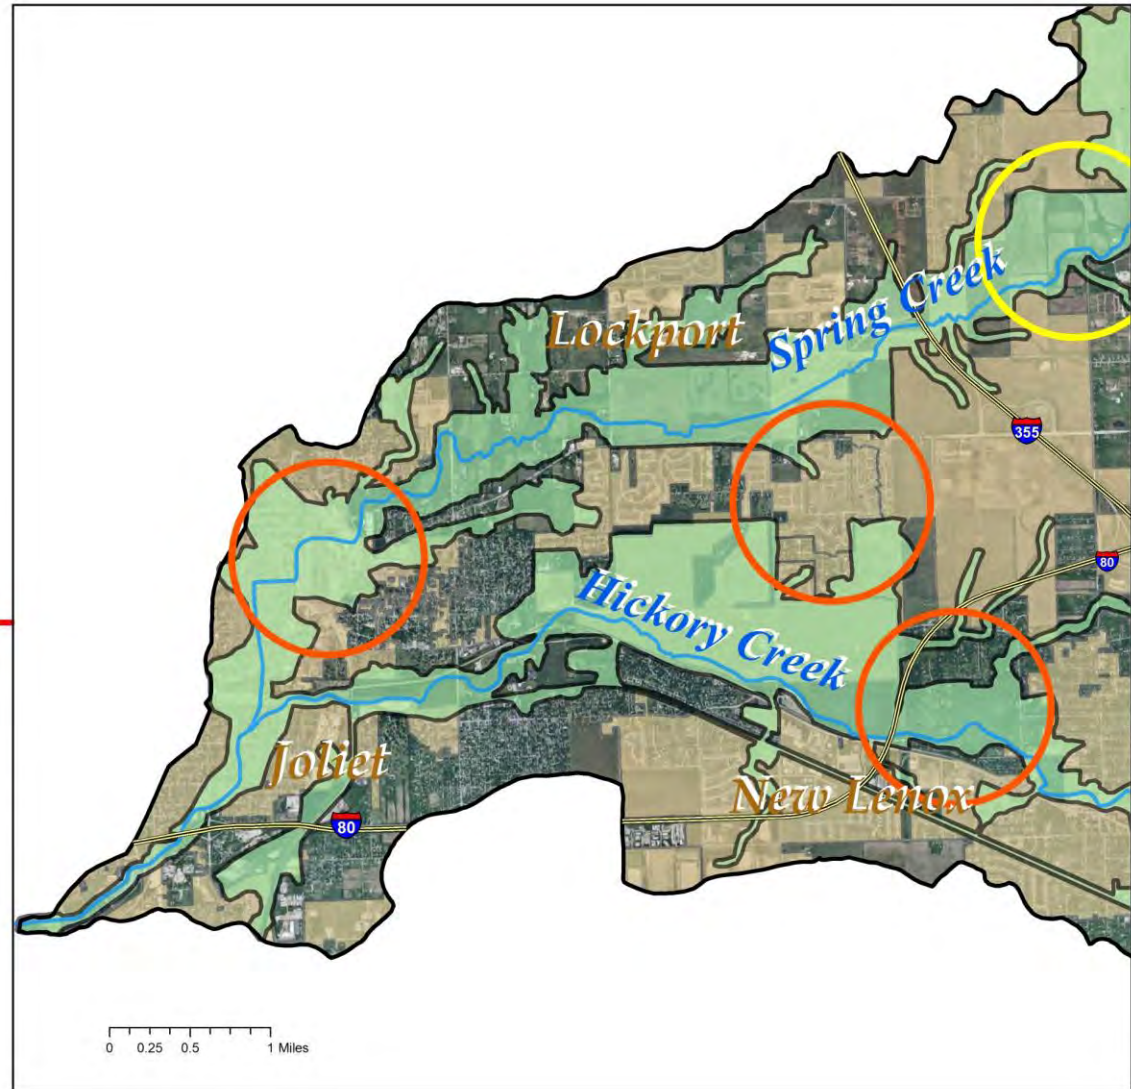 Spring Creek
Lockport
355
80
Hickory Creek
Joliet
New Lenox
80
0 0.25 0.5 1 Miles